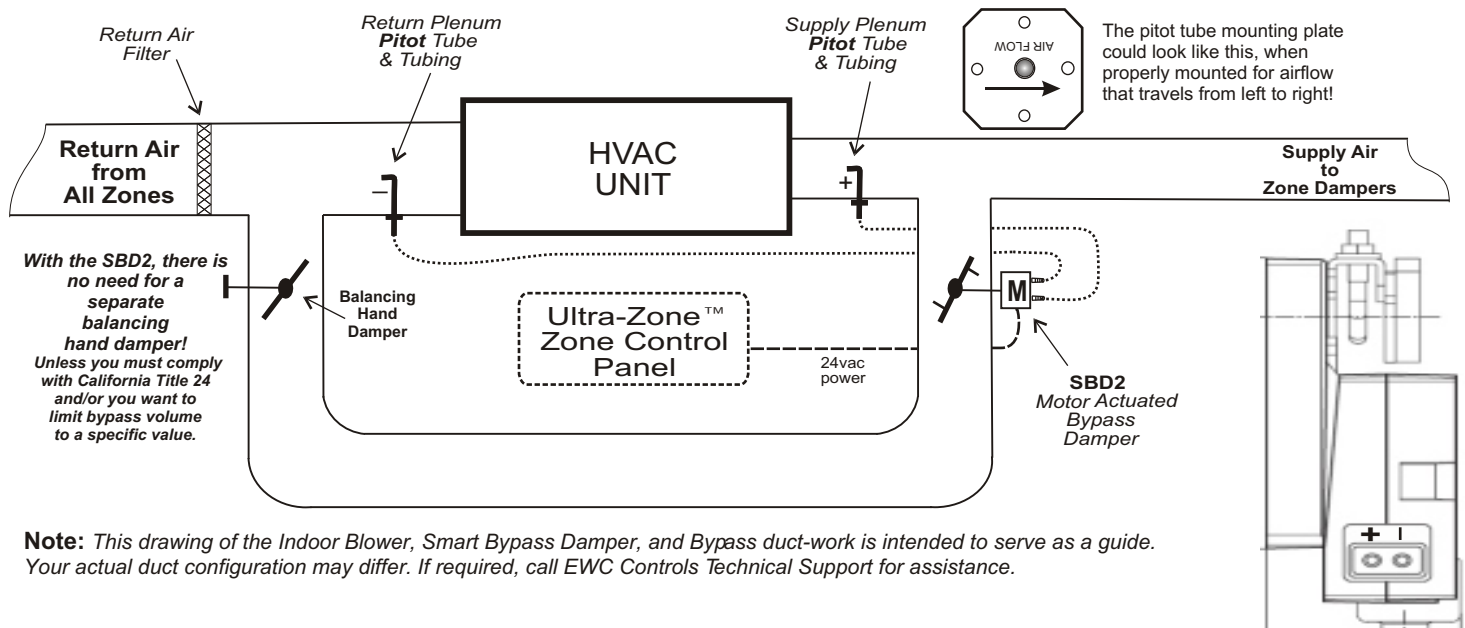 Return Air
Filter
Return Plenum
Pitot Tube
& Tubing
Supply Plenum
Pitot Tube
& Tubing
AIR FLOW
The pitot tube mounting plate
could look like this, when
properly mounted for airflow
that travels from left to right!
Return Air
from
All Zones
–
HVAC
UNIT
+
Supply Air
to
Zone Dampers
With the SBD2, there is
no need for a
separate
balancing
hand damper!
Unless you must comply
with California Title 24
and/or you want to
limit bypass volume
to a specific value.
Balancing
Hand
Damper
Ultra-Zone™
Zone Control
Panel
24vac
power
M
SBD2
Motor Actuated
Bypass
Damper
+ –
Note: This drawing of the Indoor Blower, Smart Bypass Damper, and Bypass duct-work is intended to serve as a guide.
Your actual duct configuration may differ. If required, call EWC Controls Technical Support for assistance.